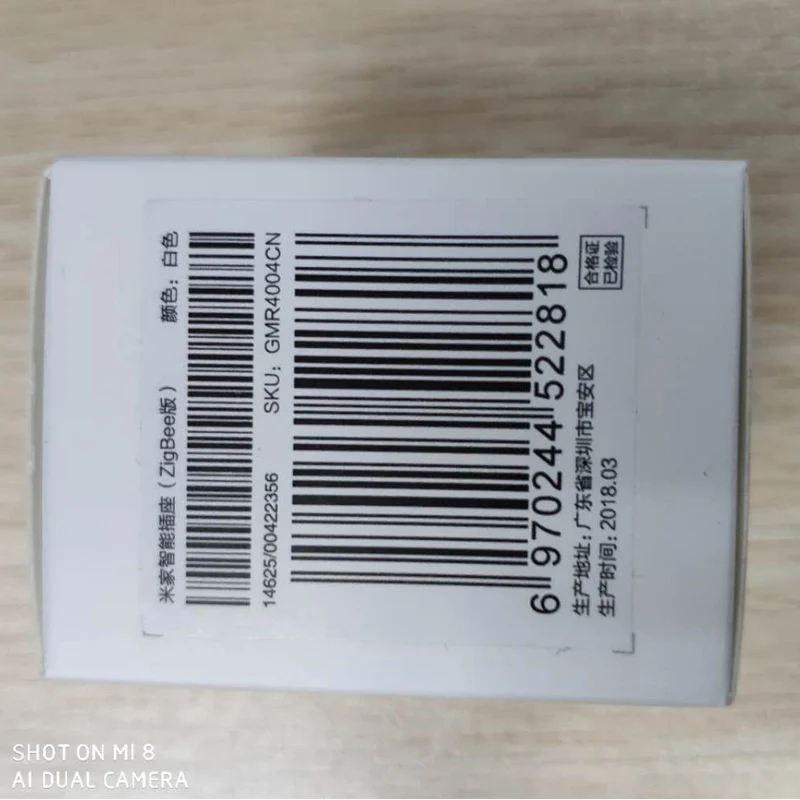 米家智能插座（ZigBee版） 颜色：白色
14625/00422356 SKU：GMR4004CN
6 970244 522818
生产地址：广东省深圳市宝安区
生产时间：2018.03
合格证
已检验
SHOT ON MI 8
AI DUAL CAMERA